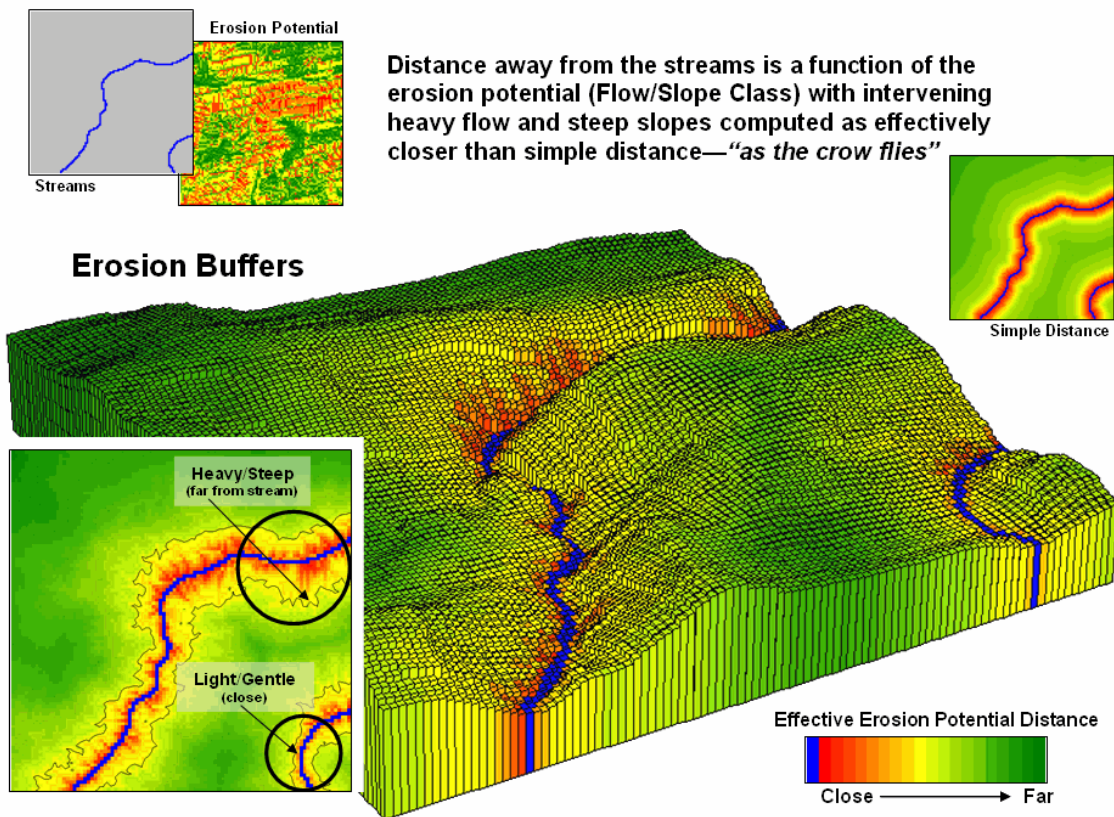 Erosion Potential
Streams
Distance away from the streams is a function of the
erosion potential (Flow/Slope Class) with intervening
heavy flow and steep slopes computed as effectively
closer than simple distance—“as the crow flies”
Simple Distance
Erosion Buffers
Heavy/Steep
(far from stream)
Light/Gentle
(close)
Effective Erosion Potential Distance
Close Far